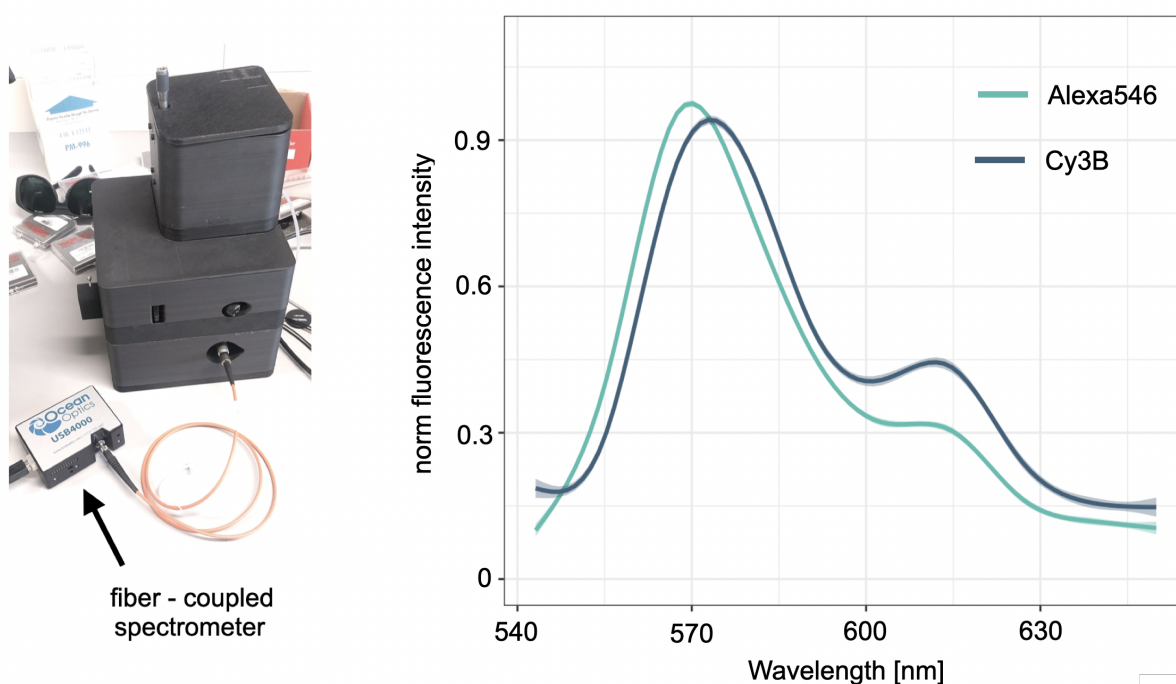 PM-996
Ocean
Optics
USB4000
fiber - coupled
spectrometer
norm fluorescence intensity
0.9
0.6
0.3
0
540
570
600
630
Wavelength [nm]
Alexa546
Cy3B